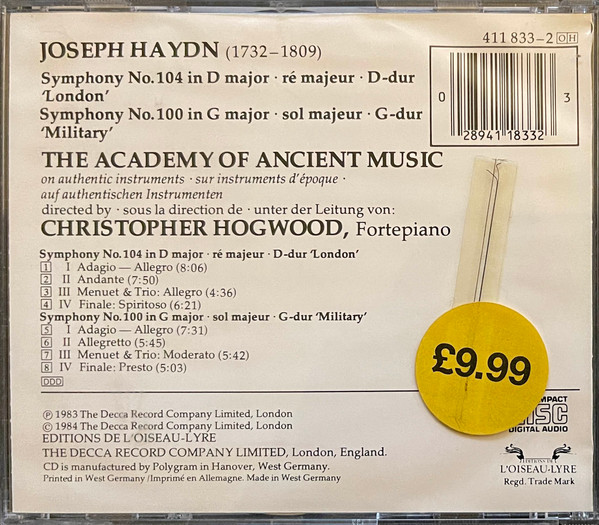 JOSEPH HAYDN (1732–1809)
411 833–2 OH
Symphony No.104 in D major · ré majeur · D-dur
'London'
Symphony No.100 in G major · sol majeur · G-dur
'Military'
0 28941 18332 3
THE ACADEMY OF ANCIENT MUSIC
on authentic instruments · sur instruments d'époque ·
auf authentischen Instrumenten
directed by · sous la direction de · unter der Leitung von:
CHRISTOPHER HOGWOOD, Fortepiano
Symphony No.104 in D major · ré majeur · D-dur 'London'
1 I Adagio — Allegro (8:06)
2 II Andante (7:50)
3 III Menuet & Trio: Allegro (4:36)
4 IV Finale: Spiritoso (6:21)
Symphony No.100 in G major · sol majeur · G-dur 'Military'
5 I Adagio — Allegro (7:31)
6 II Allegretto (5:45)
7 III Menuet & Trio: Moderato (5:42)
8 IV Finale: Presto (5:03)
DDD
£9.99
℗ 1983 The Decca Record Company Limited, London
© 1984 The Decca Record Company Limited, London
EDITIONS DE L'OISEAU-LYRE
THE DECCA RECORD COMPANY LIMITED, London, England.
CD is manufactured by Polygram in Hanover, West Germany.
Printed in West Germany/Imprimé en Allemagne. Made in West Germany
DIGITAL AUDIO
EDITIONS DE
L'OISEAU-LYRE
Regd. Trade Mark